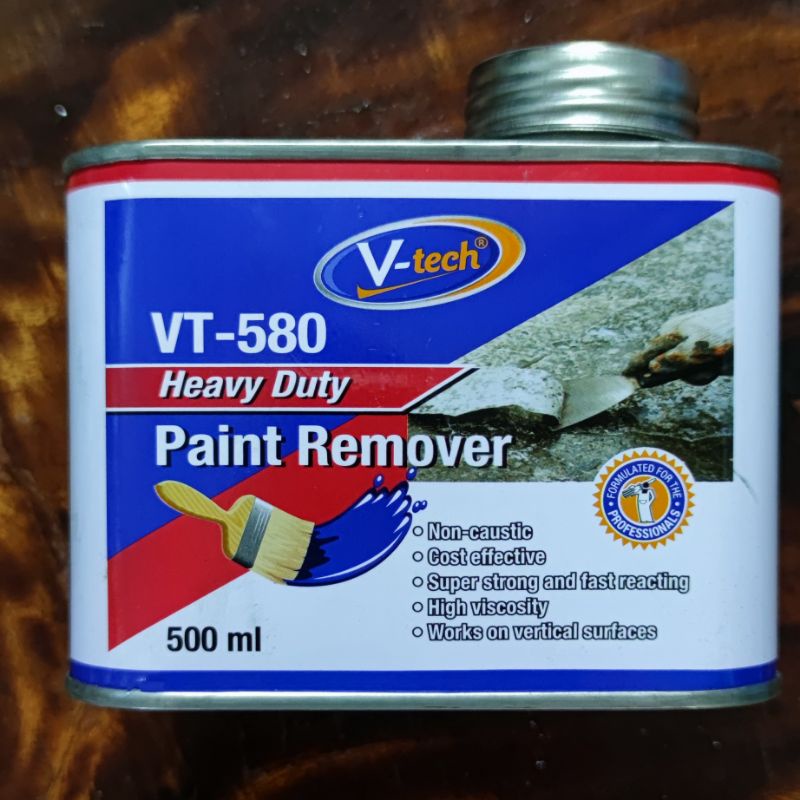 V-tech®
VT-580
Heavy Duty
Paint Remover
FORMULATED FOR THE
PROFESSIONALS
• Non-caustic
• Cost effective
• Super strong and fast reacting
• High viscosity
• Works on vertical surfaces
500 ml